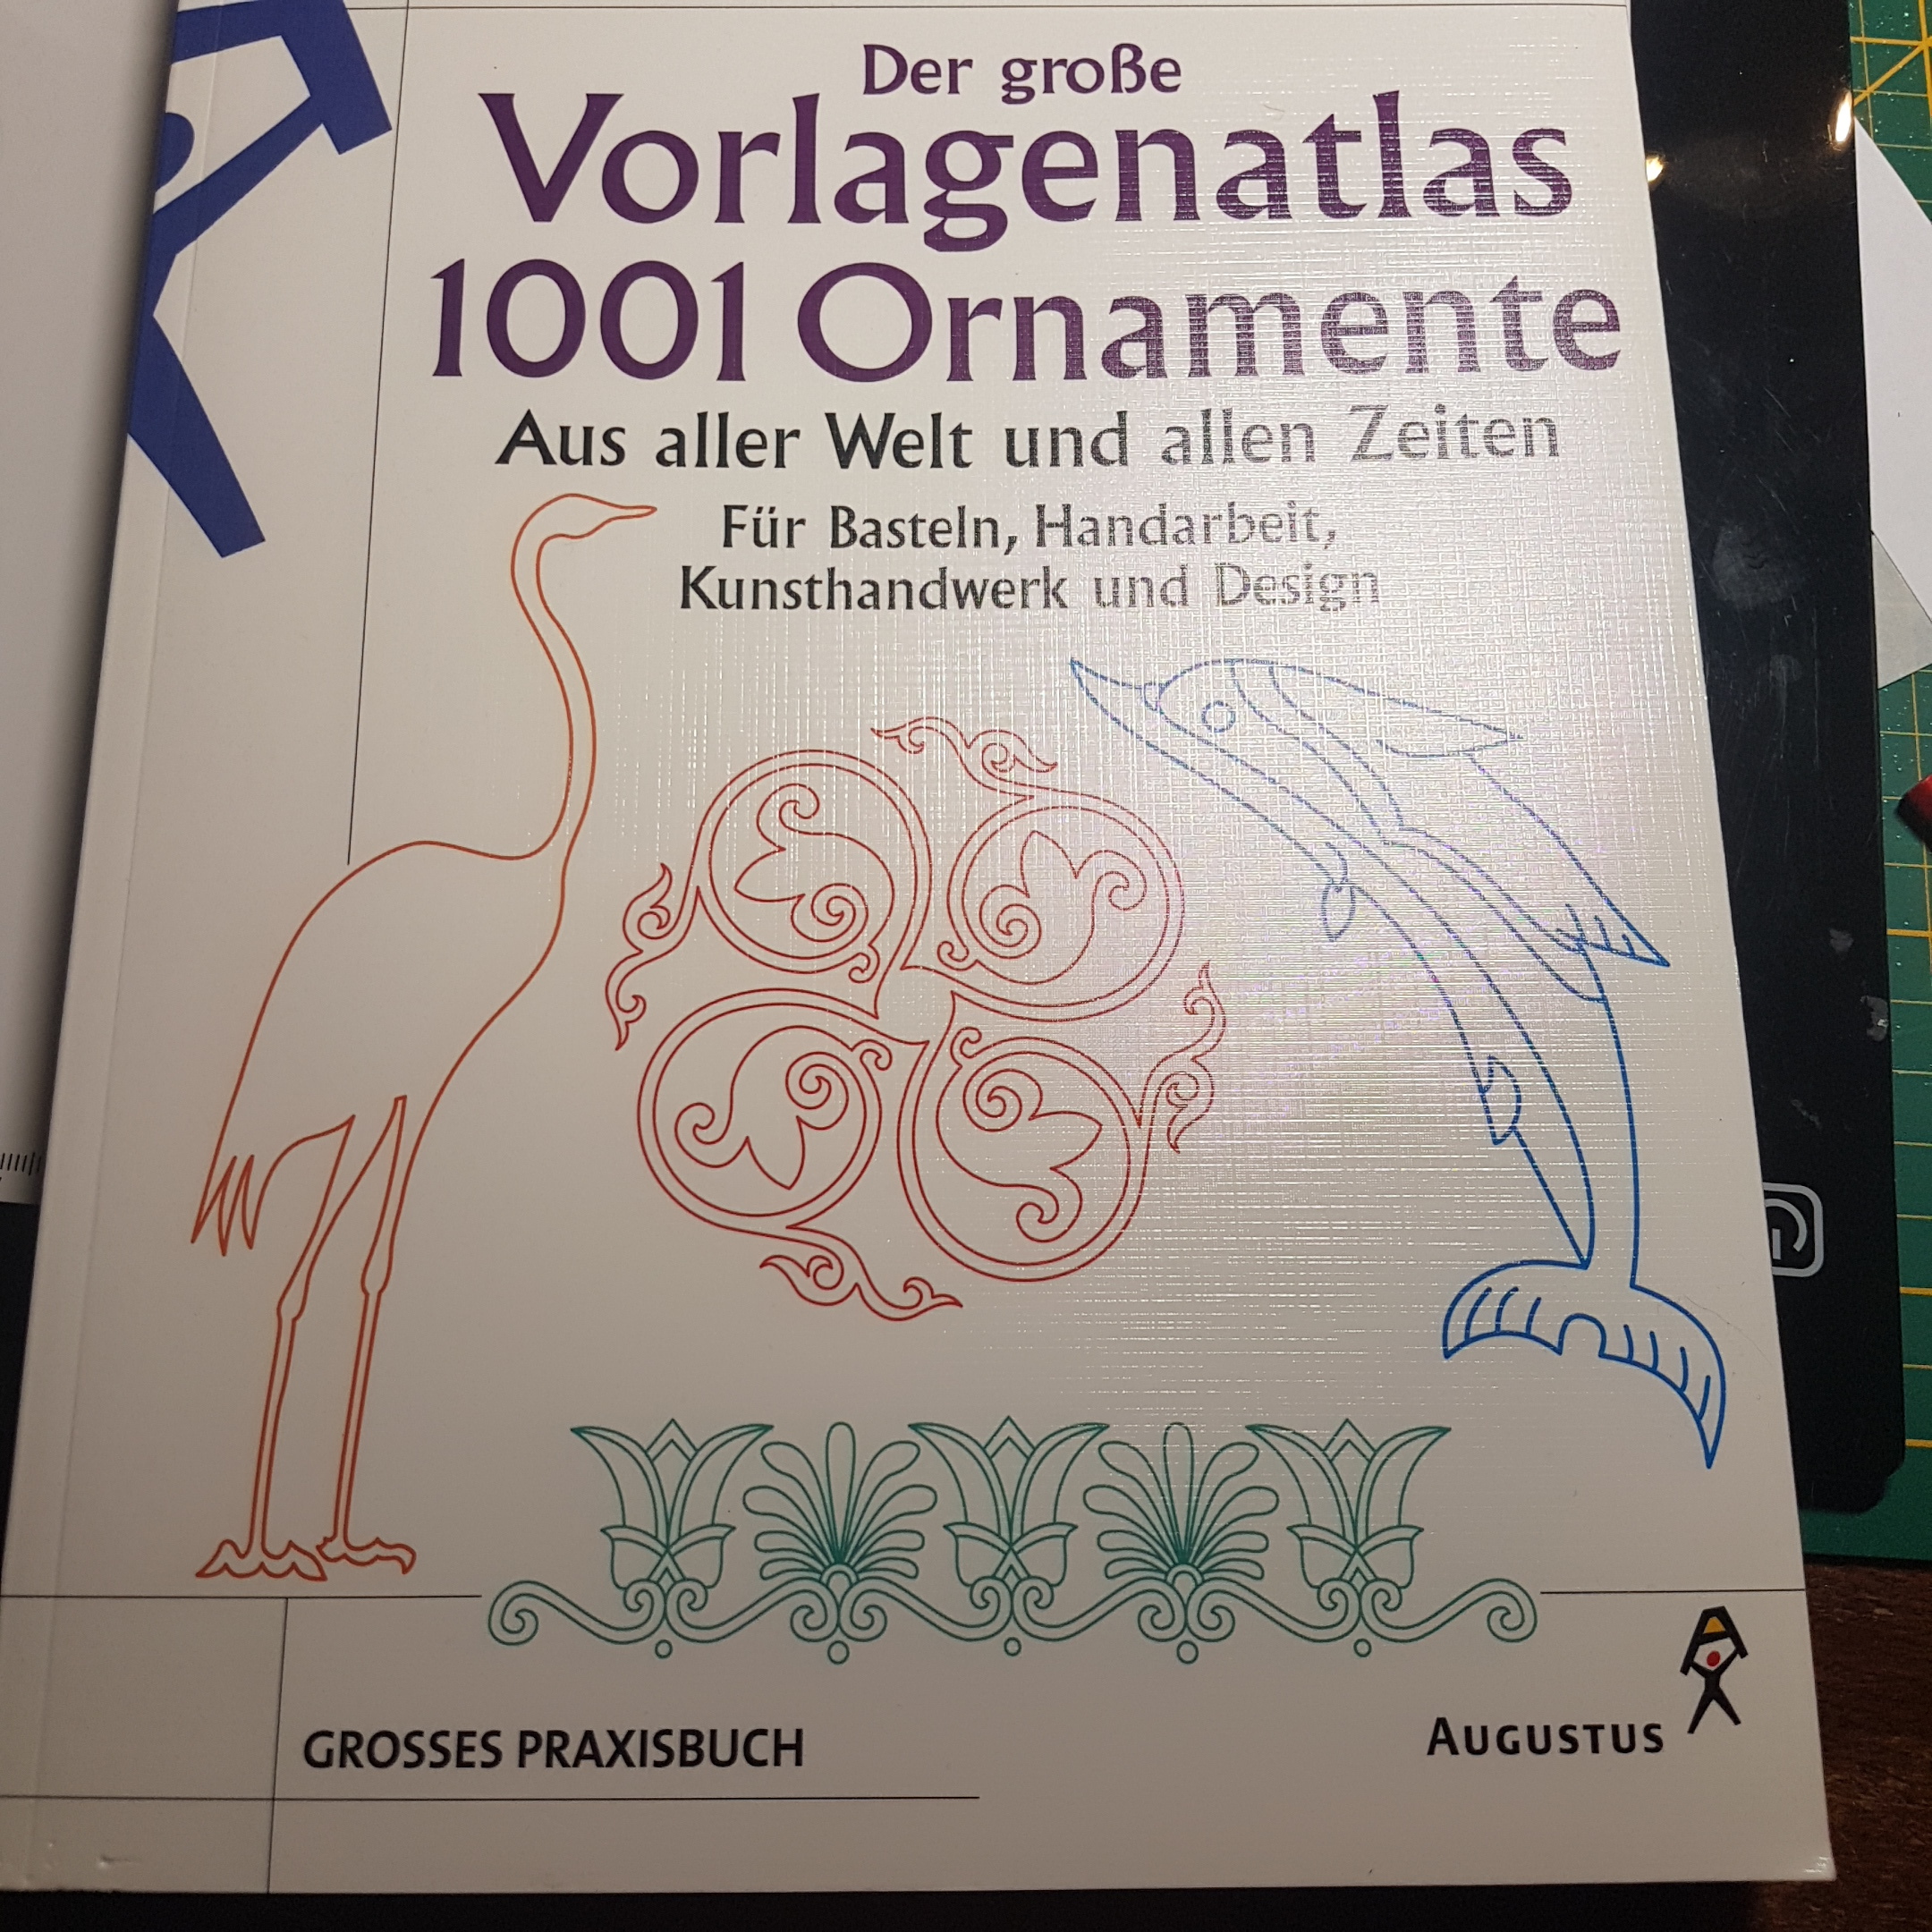 Der große
Vorlagenatlas
1001 Ornamente
Aus aller Welt und allen Zeiten
Für Basteln, Handarbeit,
Kunsthandwerk und Design
GROSSES PRAXISBUCH
AUGUSTUS